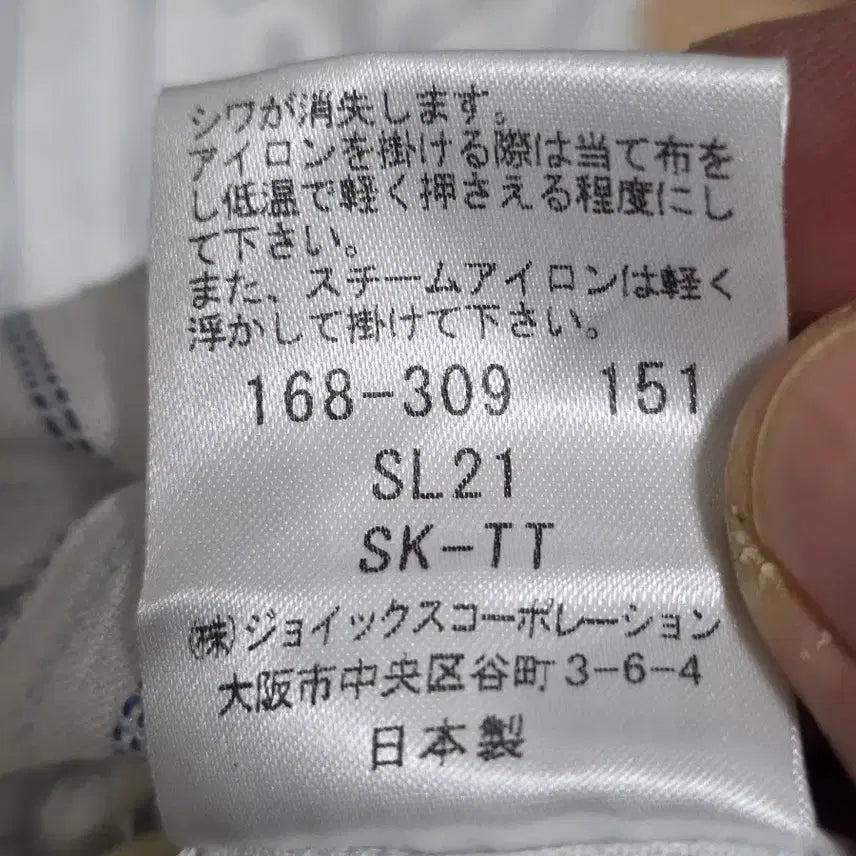 シワが消失します。
アイロンを掛ける際は当て布を
し低温で軽く押さえる程度にし
て下さい。
また、スチームアイロンは軽く
浮かして掛けて下さい。
168-309 151
SL21
SK-TT
(株)ジョイックスコーポレーション
大阪市中央区谷町3-6-4
日本製